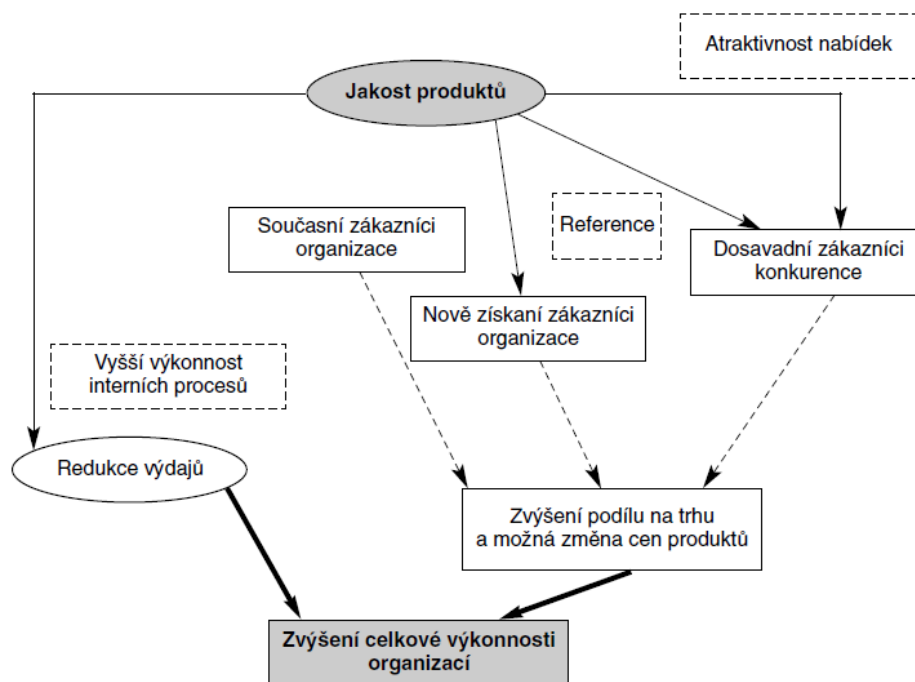 Atraktivnost nabídek
Jakost produktů
Současní zákazníci
organizace
Reference
Dosavadní zákazníci
konkurence
Nově získaní zákazníci
organizace
Vyšší výkonnost
interních procesů
Redukce výdajů
Zvýšení podílu na trhu
a možná změna cen produktů
Zvýšení celkové výkonnosti
organizací